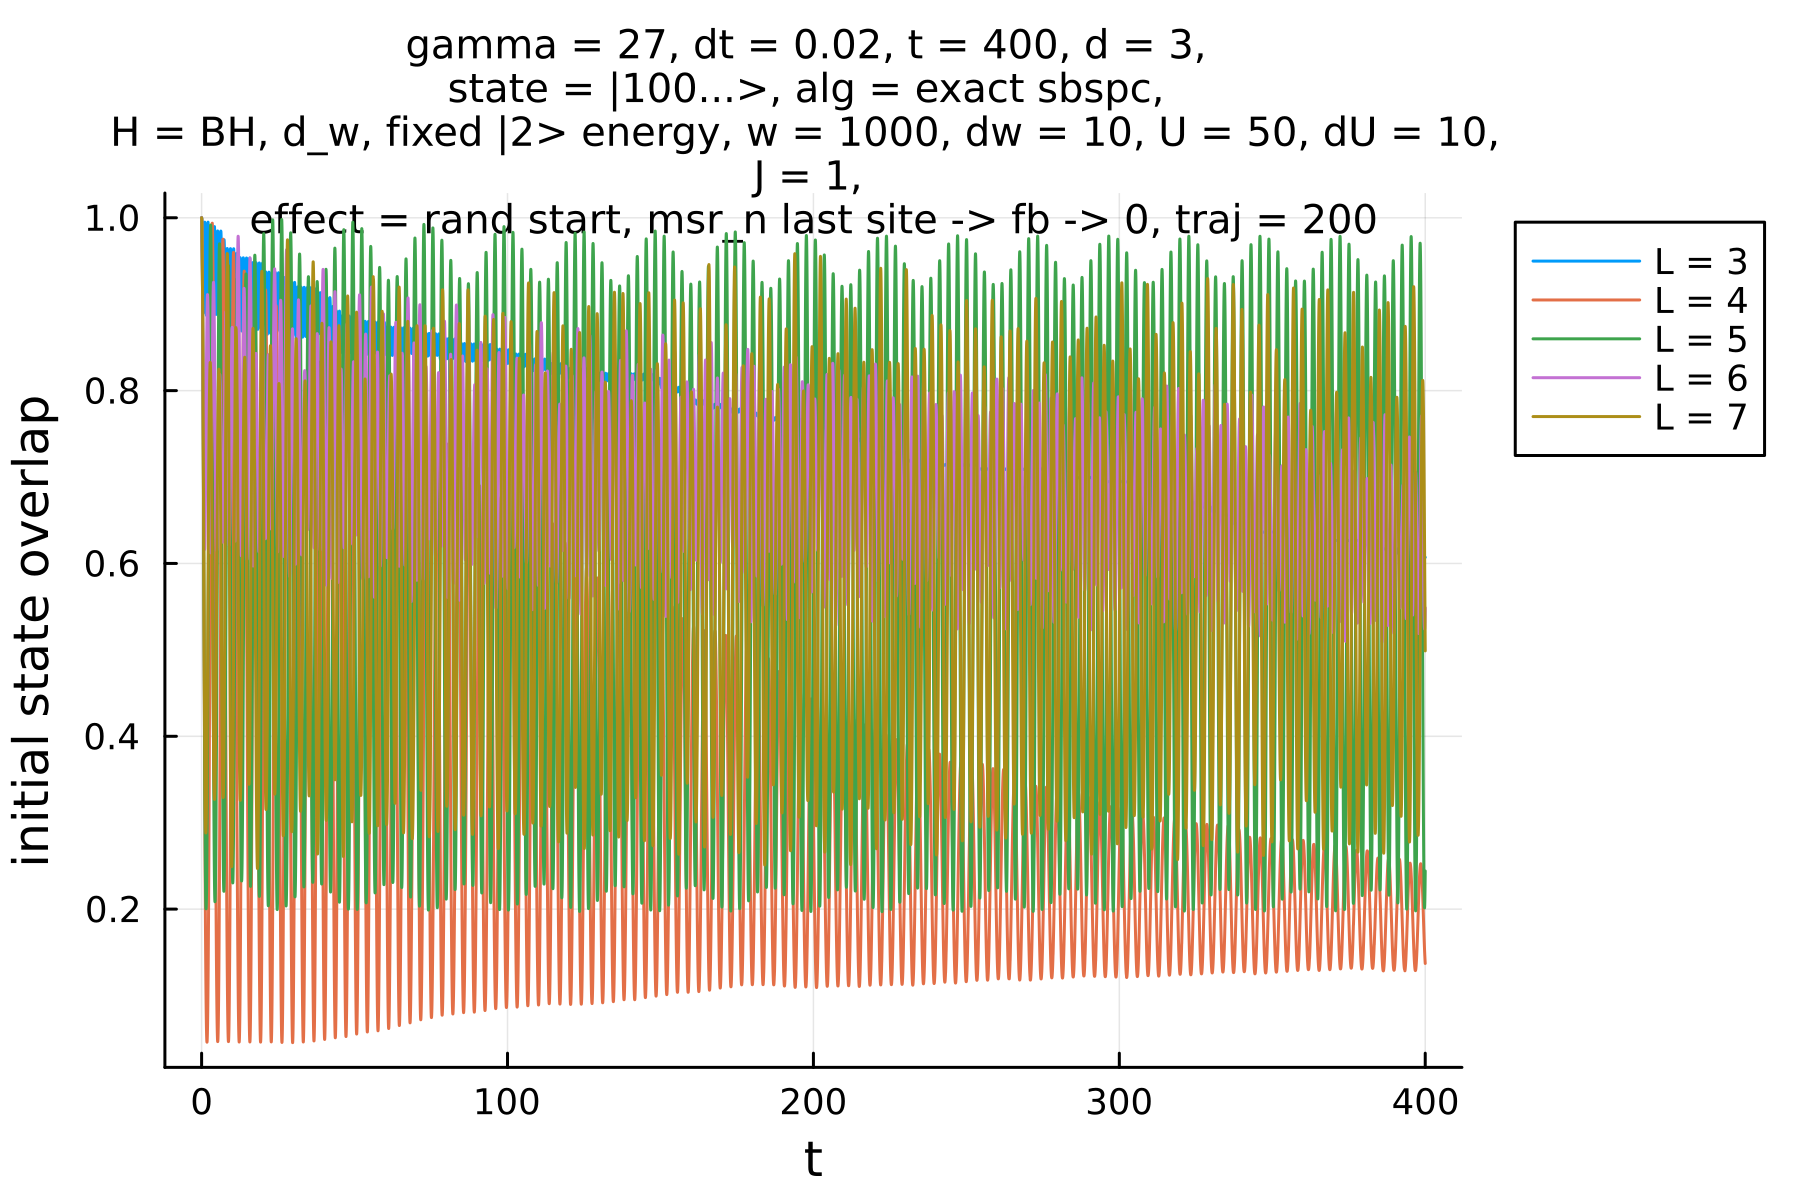 gamma = 27, dt = 0.02, t = 400, d = 3,
state = |100...>, alg = exact sbspc,
H = BH, d_w, fixed |2> energy, w = 1000, dw = 10, U = 50, dU = 10,
J = 1,
effect = rand start, msr_n last site -> fb -> 0, traj = 200
1.0
0.8
0.6
0.4
0.2
initial state overlap
0
100
200
300
400
t
L = 3
L = 4
L = 5
L = 6
L = 7